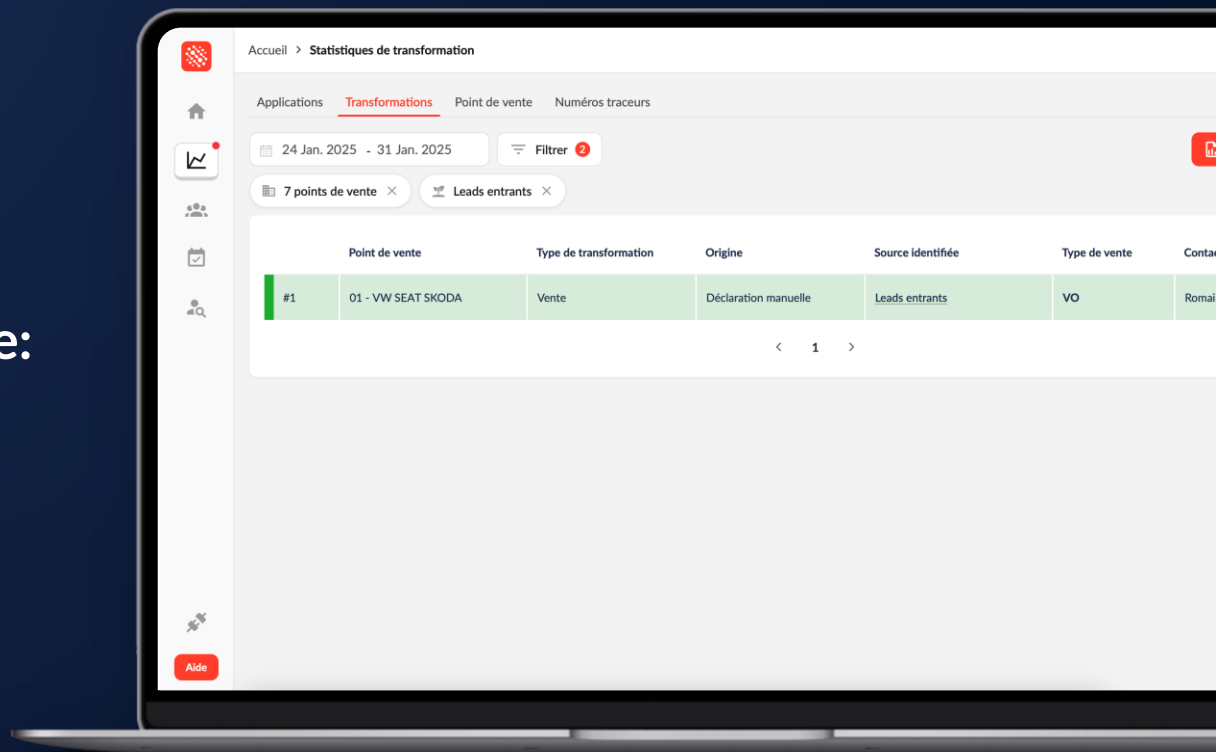 Accueil > Statistiques de transformation
Applications Transformations Point de vente Numéros traceurs
24 Jan. 2025 - 31 Jan. 2025 Filtrer 2
7 points de vente × Leads entrants ×
e:
Point de vente Type de transformation Origine Source identifiée Type de vente Conta
#1 01 - VW SEAT SKODA Vente Déclaration manuelle Leads entrants VO Romai
< 1 >
Aide